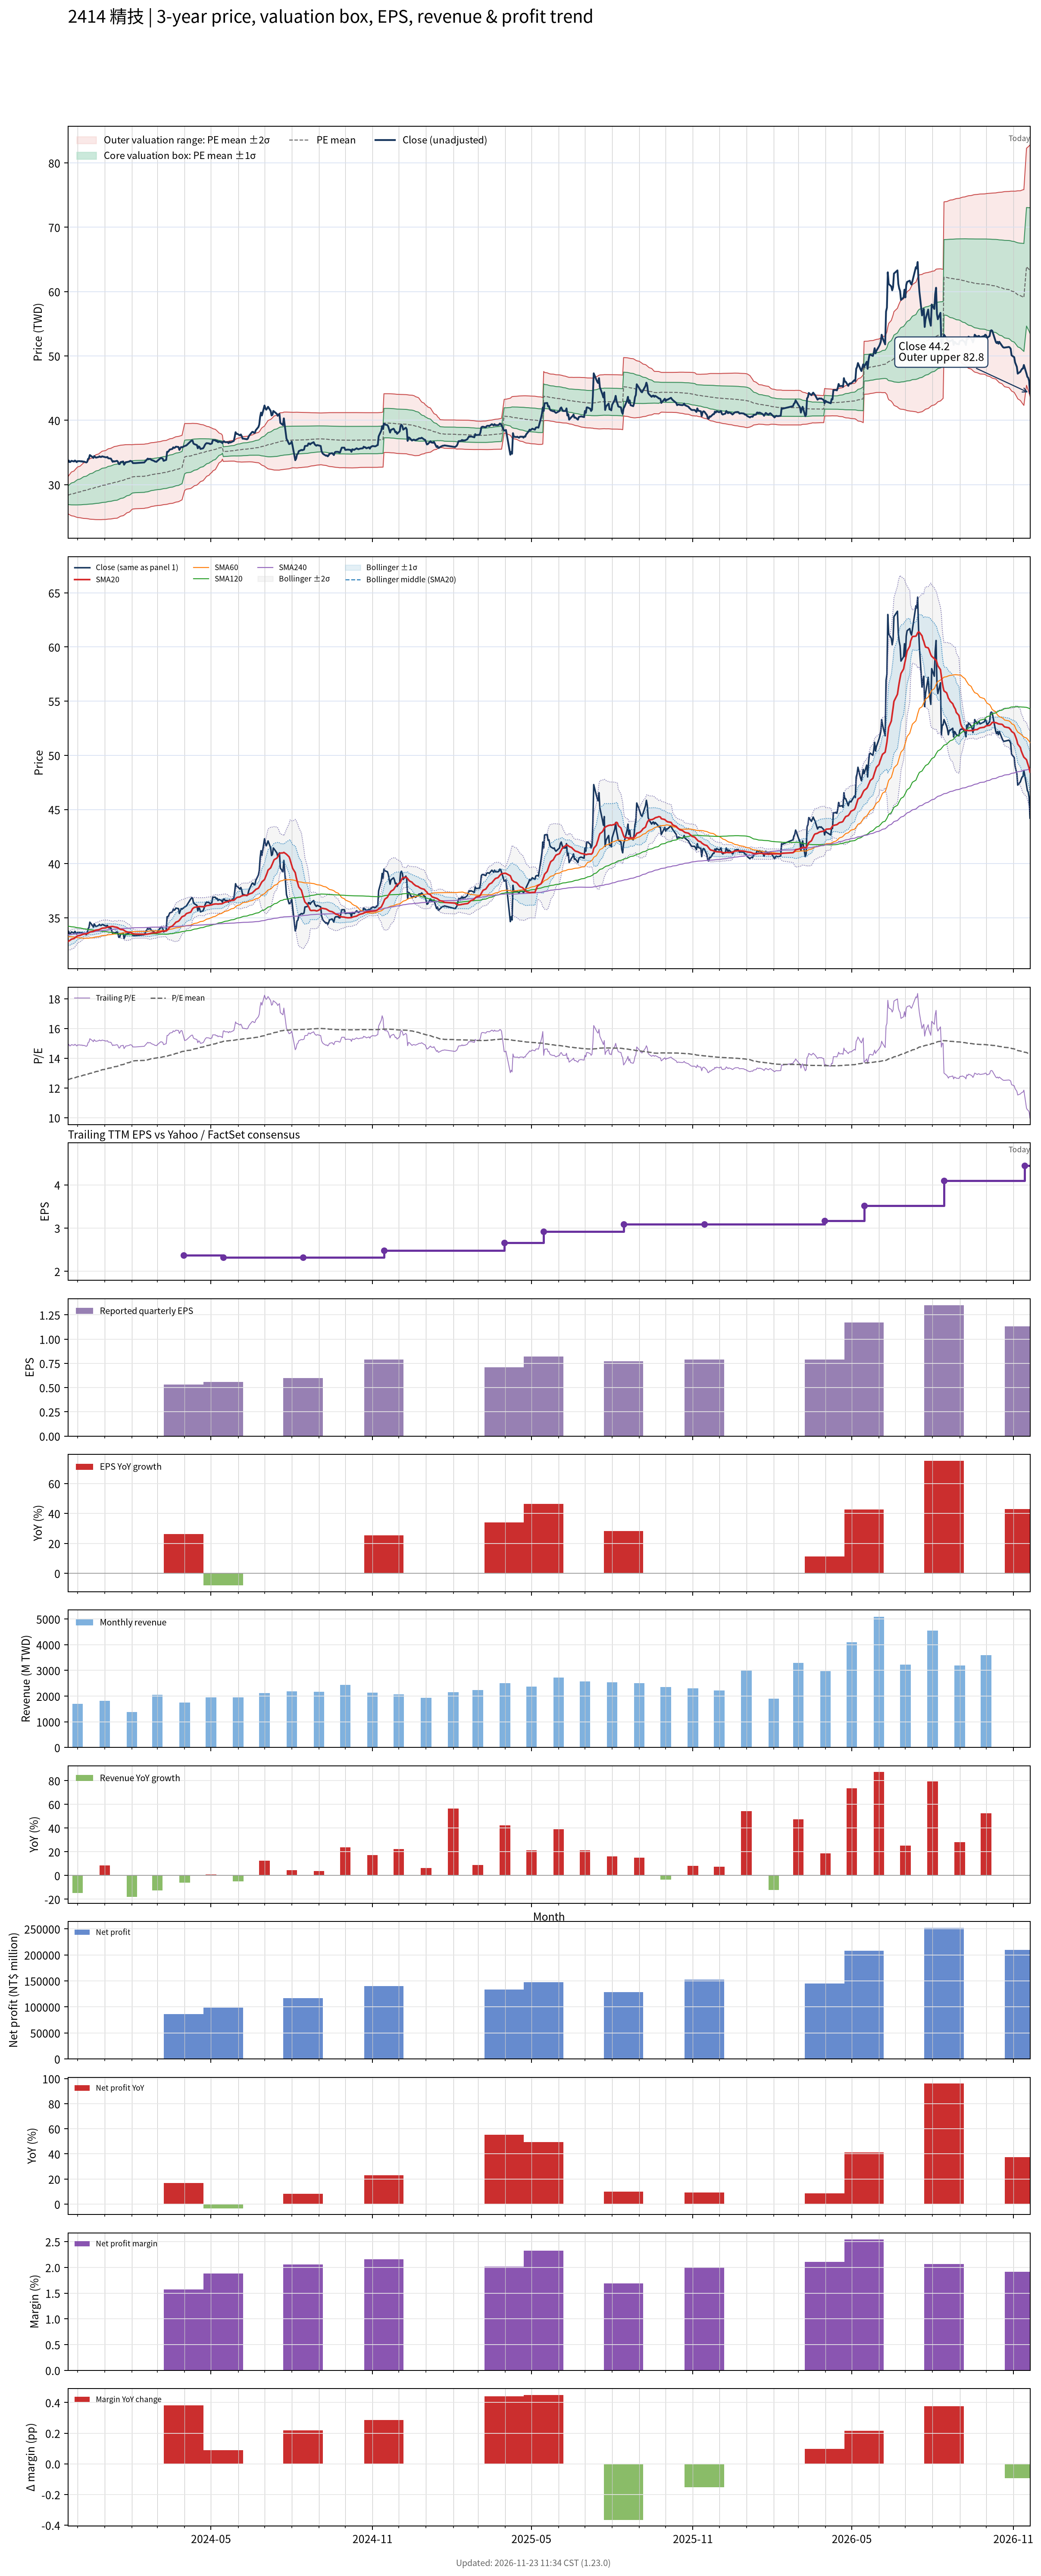 2414 精技 | 3-year price, valuation box, EPS, revenue & profit trend
Outer valuation range: PE mean ±2σ
PE mean
Close (unadjusted)
Core valuation box: PE mean ±1σ
Today
80
70
60
50
40
30
Price (TWD)
Close 44.2
Outer upper 82.8
Close (same as panel 1)
SMA60
SMA240
Bollinger ±1σ
SMA20
SMA120
Bollinger ±2σ
Bollinger middle (SMA20)
65
60
55
50
45
40
35
Price
Trailing P/E
P/E mean
18
16
14
12
10
P/E
Trailing TTM EPS vs Yahoo / FactSet consensus
Today
4
3
2
EPS
Reported quarterly EPS
1.25
1.00
0.75
0.50
0.25
0.00
EPS
EPS YoY growth
60
40
20
0
YoY (%)
Monthly revenue
5000
4000
3000
2000
1000
0
Revenue (M TWD)
Revenue YoY growth
80
60
40
20
0
-20
YoY (%)
Month
Net profit
250000
200000
150000
100000
50000
0
Net profit (NT$ million)
Net profit YoY
100
80
60
40
20
0
YoY (%)
Net profit margin
2.5
2.0
1.5
1.0
0.5
0.0
Margin (%)
Margin YoY change
0.4
0.2
0.0
-0.2
-0.4
Δ margin (pp)
2024-05
2024-11
2025-05
2025-11
2026-05
2026-11
Updated: 2026-11-23 11:34 CST (1.23.0)